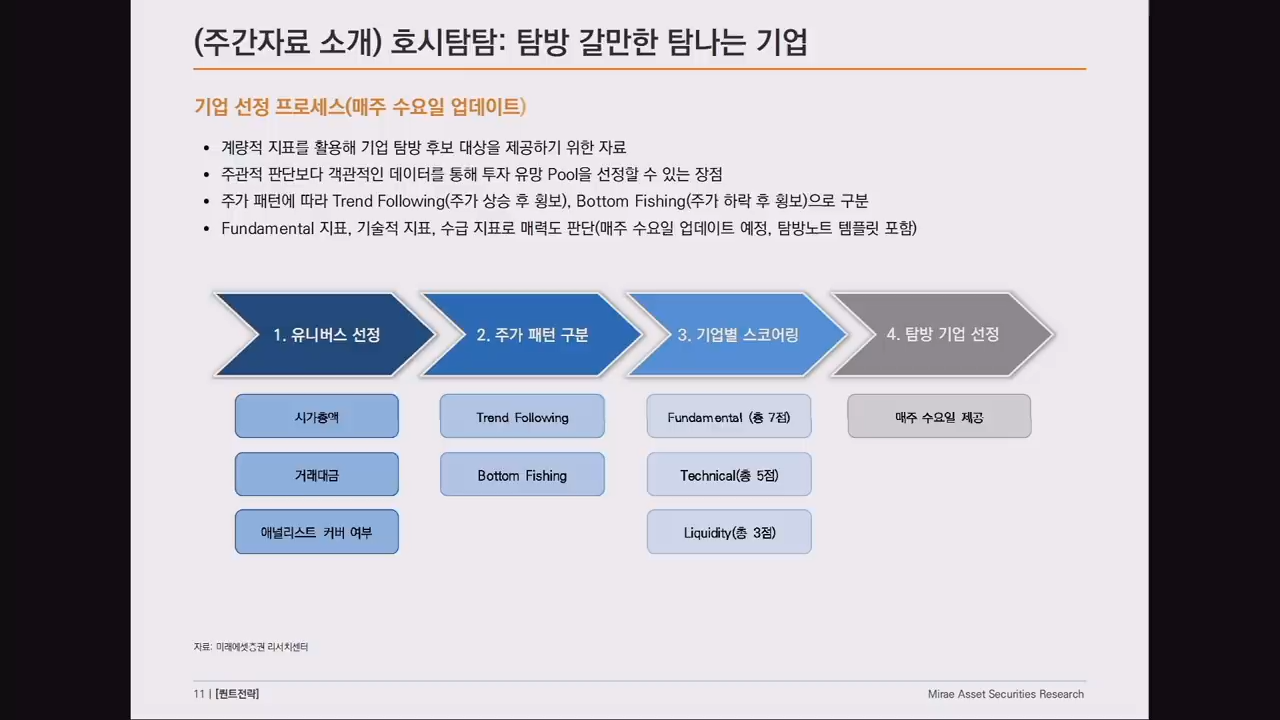 (주간자료 소개) 호시탐탐: 탐방 갈만한 탐나는 기업
기업 선정 프로세스(매주 수요일 업데이트)
• 계량적 지표를 활용해 기업 탐방 후보 대상을 제공하기 위한 자료
• 주관적 판단보다 객관적인 데이터를 통해 투자 유망 Pool을 선정할 수 있는 장점
• 주가 패턴에 따라 Trend Following(주가 상승 후 횡보), Bottom Fishing(주가 하락 후 횡보)으로 구분
• Fundamental 지표, 기술적 지표, 수급 지표로 매력도 판단(매주 수요일 업데이트 예정, 탐방노트 템플릿 포함)
1. 유니버스 선정
2. 주가 패턴 구분
3. 기업별 스코어링
4. 탐방 기업 선정
시가총액
Trend Following
Fundamental (총 7점)
매주 수요일 제공
거래대금
Bottom Fishing
Technical(총 5점)
애널리스트 커버 여부
Liquidity(총 3점)
자료: 미래에셋증권 리서치센터
11 | [퀀트전략]
Mirae Asset Securities Research